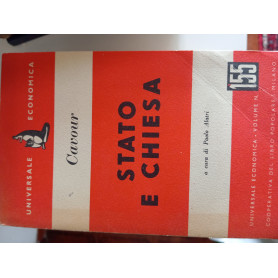 UNIVERSALE ECONOMICA
Cavour
STATO
E CHIESA
a cura di Paolo Alatri
UNIVERSALE ECONOMICA - VOLUME N.
155
COOPERATIVA DEL LIBRO POPOLARE - MILANO